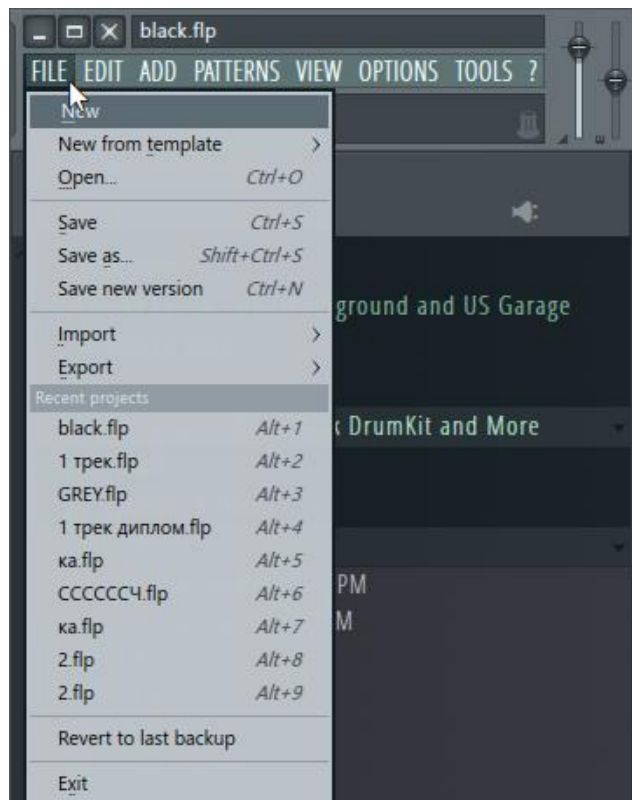 black.flp
FILE EDIT ADD PATTERNS VIEW OPTIONS TOOLS ?
New
New from template >
Open... Ctrl+O
Save Ctrl+S
Save as... Shift+Ctrl+S
Save new version Ctrl+N
ground and US Garage
Import >
Export >
Recent projects
black.flp Alt+1
k DrumKit and More
1 трек.flp Alt+2
GREY.flp Alt+3
1 трек диплом.flp Alt+4
ка.flp Alt+5
PM
ССССССЧ.flp Alt+6
M
ка.flp Alt+7
2.flp Alt+8
2.flp Alt+9
Revert to last backup
Exit